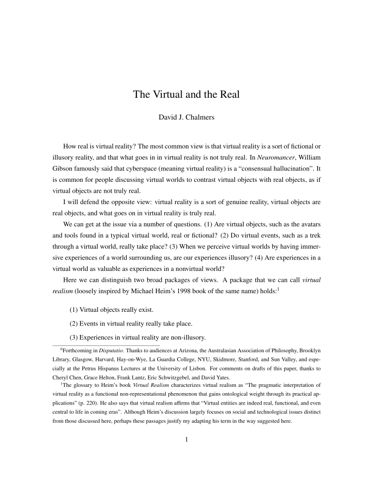 The Virtual and the Real
David J. Chalmers
How real is virtual reality? The most common view is that virtual reality is a sort of fictional or
illusory reality, and that what goes in in virtual reality is not truly real. In Neuromancer, William
Gibson famously said that cyberspace (meaning virtual reality) is a “consensual hallucination”. It
is common for people discussing virtual worlds to contrast virtual objects with real objects, as if
virtual objects are not truly real.
I will defend the opposite view: virtual reality is a sort of genuine reality, virtual objects are
real objects, and what goes on in virtual reality is truly real.
We can get at the issue via a number of questions. (1) Are virtual objects, such as the avatars
and tools found in a typical virtual world, real or fictional? (2) Do virtual events, such as a trek
through a virtual world, really take place? (3) When we perceive virtual worlds by having immer-
sive experiences of a world surrounding us, are our experiences illusory? (4) Are experiences in a
virtual world as valuable as experiences in a nonvirtual world?
Here we can distinguish two broad packages of views. A package that we can call virtual
realism (loosely inspired by Michael Heim’s 1998 book of the same name) holds:1
(1) Virtual objects really exist.
(2) Events in virtual reality really take place.
(3) Experiences in virtual reality are non-illusory.
0Forthcoming in Disputatio. Thanks to audiences at Arizona, the Australasian Association of Philosophy, Brooklyn
Library, Glasgow, Harvard, Hay-on-Wye, La Guardia College, NYU, Skidmore, Stanford, and Sun Valley, and espe-
cially at the Petrus Hispanus Lectures at the University of Lisbon. For comments on drafts of this paper, thanks to
Cheryl Chen, Grace Helton, Frank Lantz, Eric Schwitzgebel, and David Yates.
1The glossary to Heim’s book Virtual Realism characterizes virtual realism as “The pragmatic interpretation of
virtual reality as a functional non-representational phenomenon that gains ontological weight through its practical ap-
plications” (p. 220). He also says that virtual realism affirms that “Virtual entities are indeed real, functional, and even
central to life in coming eras”. Although Heim’s discussion largely focuses on social and technological issues distinct
from those discussed here, perhaps these passages justify my adapting his term in the way suggested here.
1